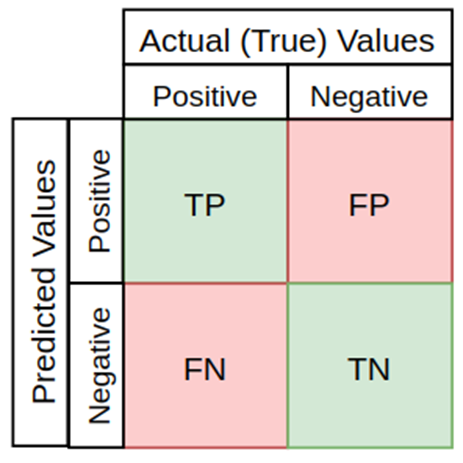 Actual (True) Values
Positive
Negative
Predicted Values
Positive
TP
FP
Negative
FN
TN